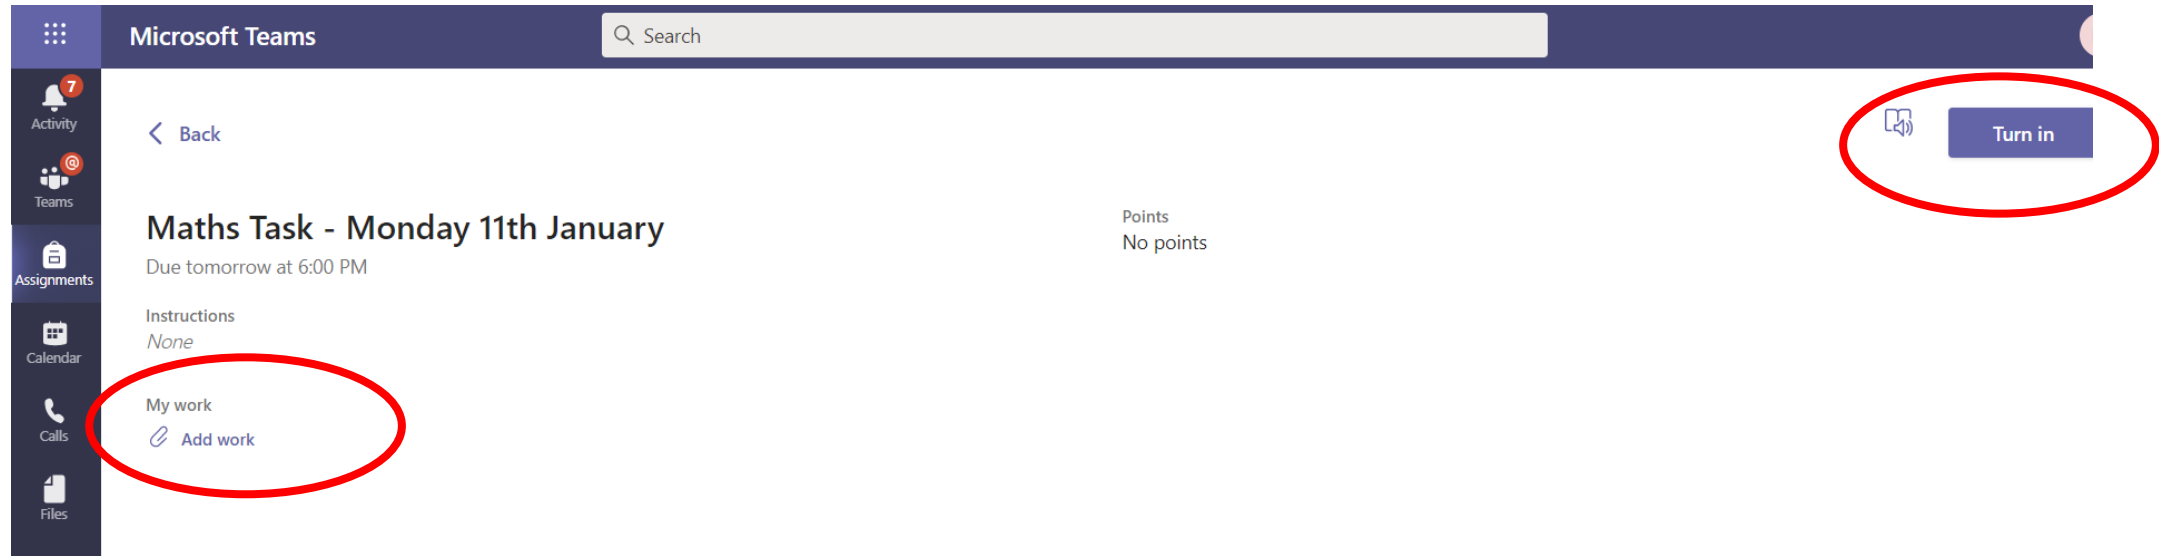 Microsoft Teams
Search
7
Activity
@
Teams
Assignments
Calendar
Calls
Files
Back
Turn in
Maths Task - Monday 11th January
Due tomorrow at 6:00 PM
Points
No points
Instructions
None
My work
Add work